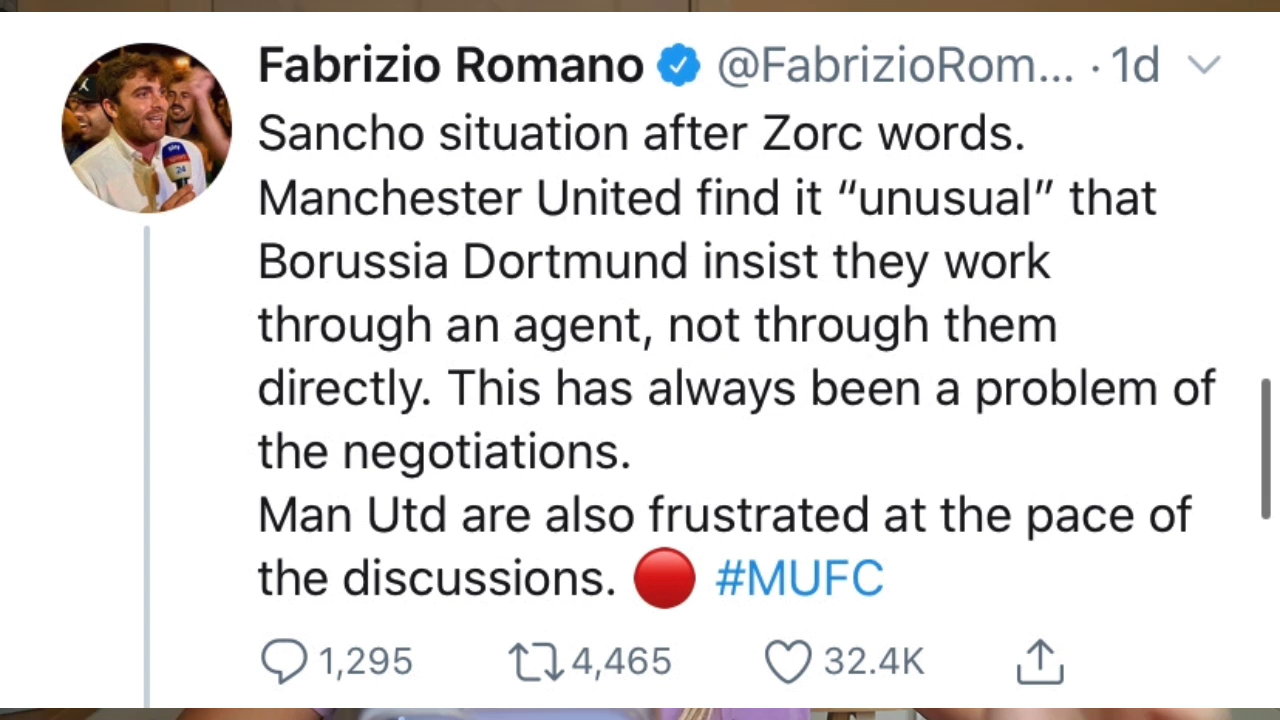 Fabrizio Romano @FabrizioRom... · 1d
Sancho situation after Zorc words.
Manchester United find it “unusual” that
Borussia Dortmund insist they work
through an agent, not through them
directly. This has always been a problem of
the negotiations.
Man Utd are also frustrated at the pace of
the discussions. 🔴 #MUFC
1,295 4,465 32.4K
sky
24